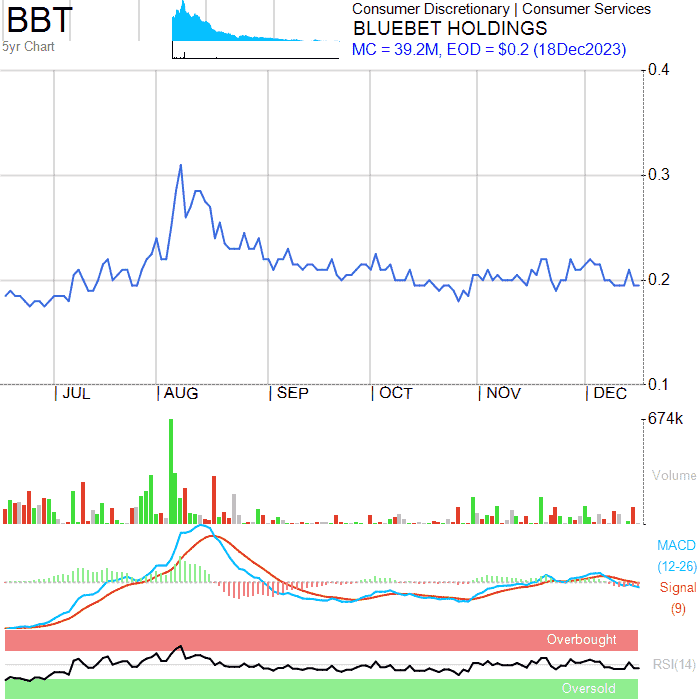 BBT
5yr Chart
Consumer Discretionary | Consumer Services
BLUEBET HOLDINGS
MC = 39.2M, EOD = $0.2 (18Dec2023)
0.4
0.3
0.2
0.1
JUL AUG SEP OCT NOV DEC
674k
Volume
MACD
(12-26)
Signal
(9)
Overbought
RSI(14)
Oversold